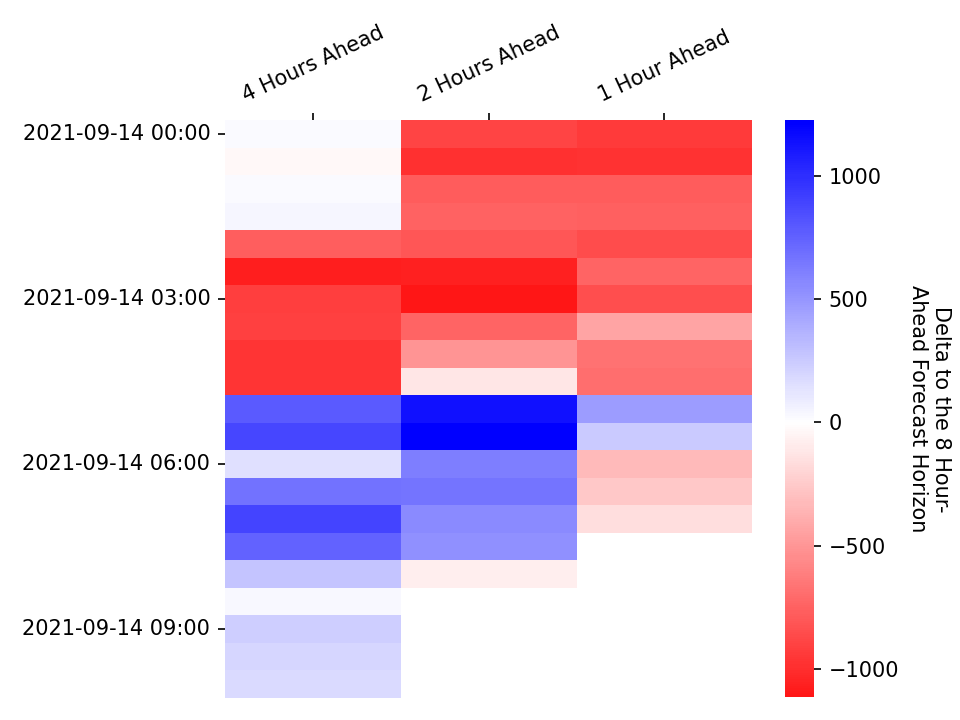 4 Hours Ahead
2 Hours Ahead
1 Hour Ahead
2021-09-14 00:00
2021-09-14 03:00
2021-09-14 06:00
2021-09-14 09:00
1000
500
0
−500
−1000
Delta to the 8 Hour-
Ahead Forecast Horizon